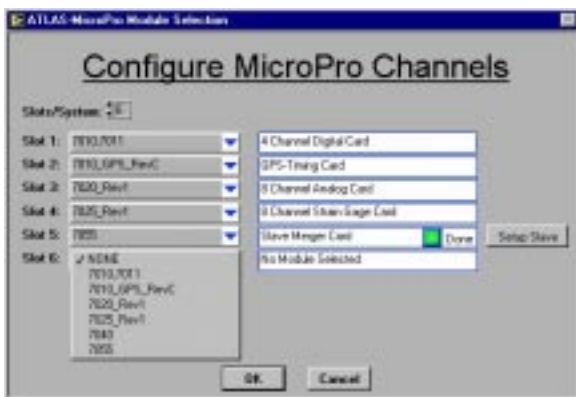 ATLAS-MicroPro Module Selection
Configure MicroPro Channels
Slots/System:
Slot 1: 7010,7011 4 Channel Digital Card
Slot 2: 7010_GPS_RevC GPS-Timing Card
Slot 3: 7020_Rev1 8 Channel Analog Card
Slot 4: 7025_Rev1 8 Channel Strain Gage Card
Slot 5: 7055 Slave Merger Card Done Setup Slave
Slot 6: No Module Selected
✓ NONE
7010,7011
7010_GPS_RevC
7020_Rev1
7025_Rev1
7040
7055
OK Cancel